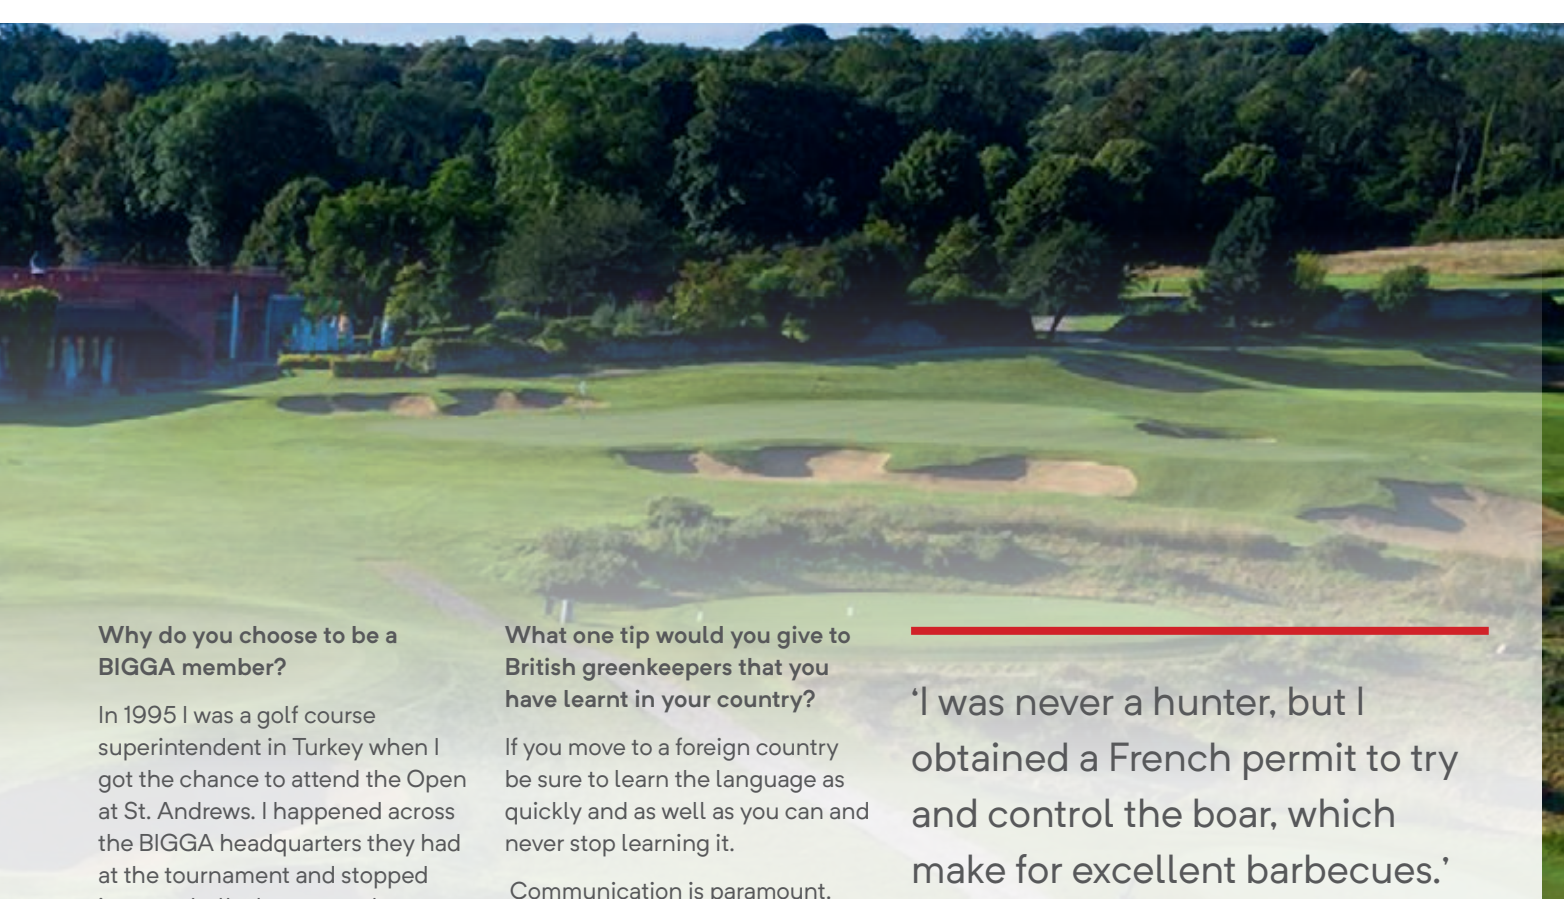 Why do you choose to be a
BIGGA member?
In 1995 I was a golf course
superintendent in Turkey when I
got the chance to attend the Open
at St. Andrews. I happened across
the BIGGA headquarters they had
at the tournament and stopped
What one tip would you give to
British greenkeepers that you
have learnt in your country?
If you move to a foreign country
be sure to learn the language as
quickly and as well as you can and
never stop learning it.
Communication is paramount.
‘I was never a hunter, but I
obtained a French permit to try
and control the boar, which
make for excellent barbecues.’